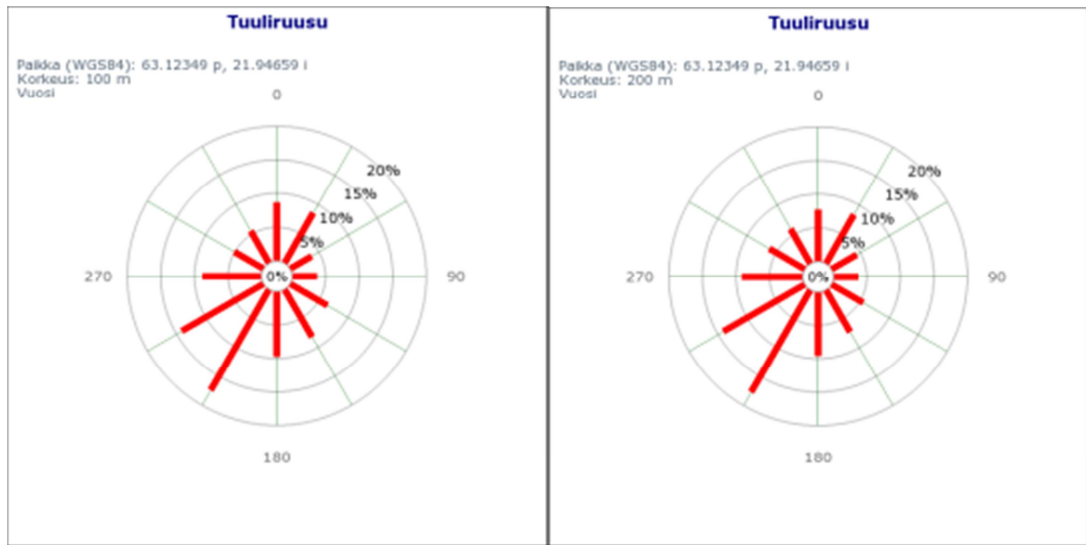 Tuuliruusu
Paikka (WGS84): 63.12349 p, 21.94659 i
Korkeus: 100 m
Vuosi
0
20%
15%
10%
5%
270
0%
90
180
Tuuliruusu
Paikka (WGS84): 63.12349 p, 21.94659 i
Korkeus: 200 m
Vuosi
0
20%
15%
10%
5%
270
0%
90
180